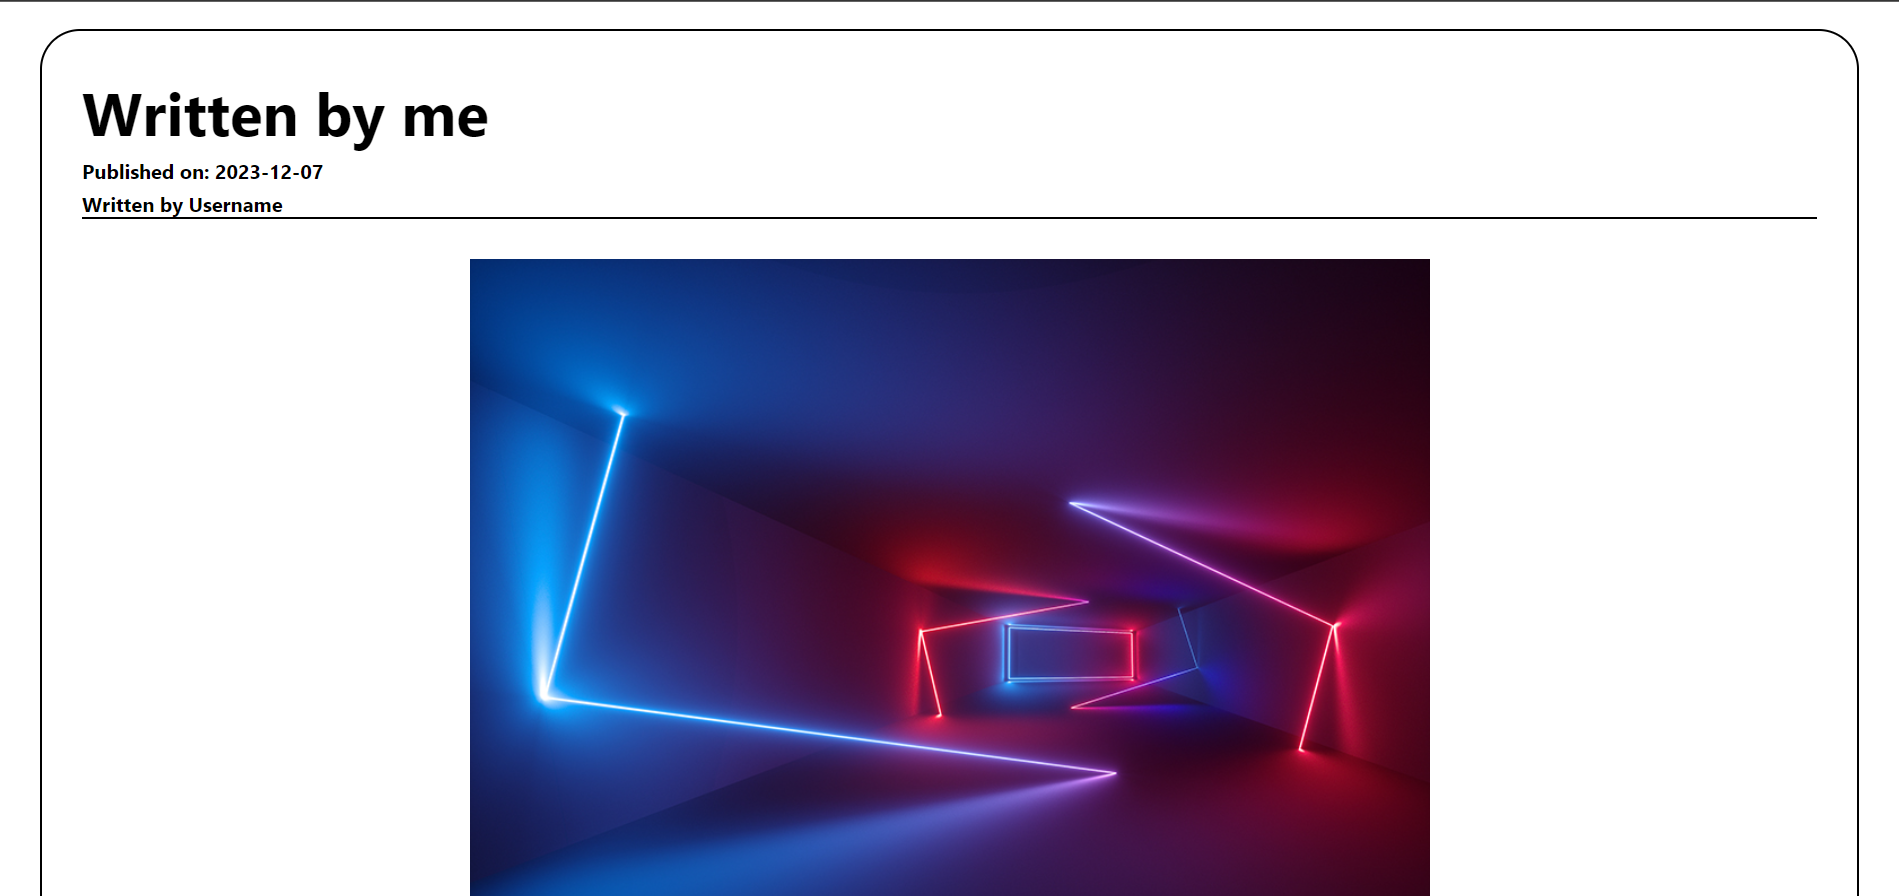 Written by me
Published on: 2023-12-07
Written by Username